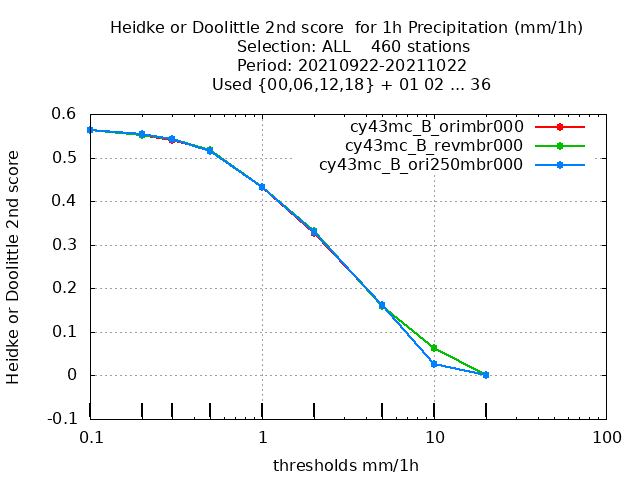 Heidke or Doolittle 2nd score  for 1h Precipitation (mm/1h)
Selection: ALL    460 stations
Period: 20210922-20211022
Used {00,06,12,18} + 01 02 ... 36
cy43mc_B_orimbr000
cy43mc_B_revmbr000
cy43mc_B_ori250mbr000
Heidke or Doolittle 2nd score
0.6
0.5
0.4
0.3
0.2
0.1
0
-0.1
0.1 1 10 100
thresholds mm/1h